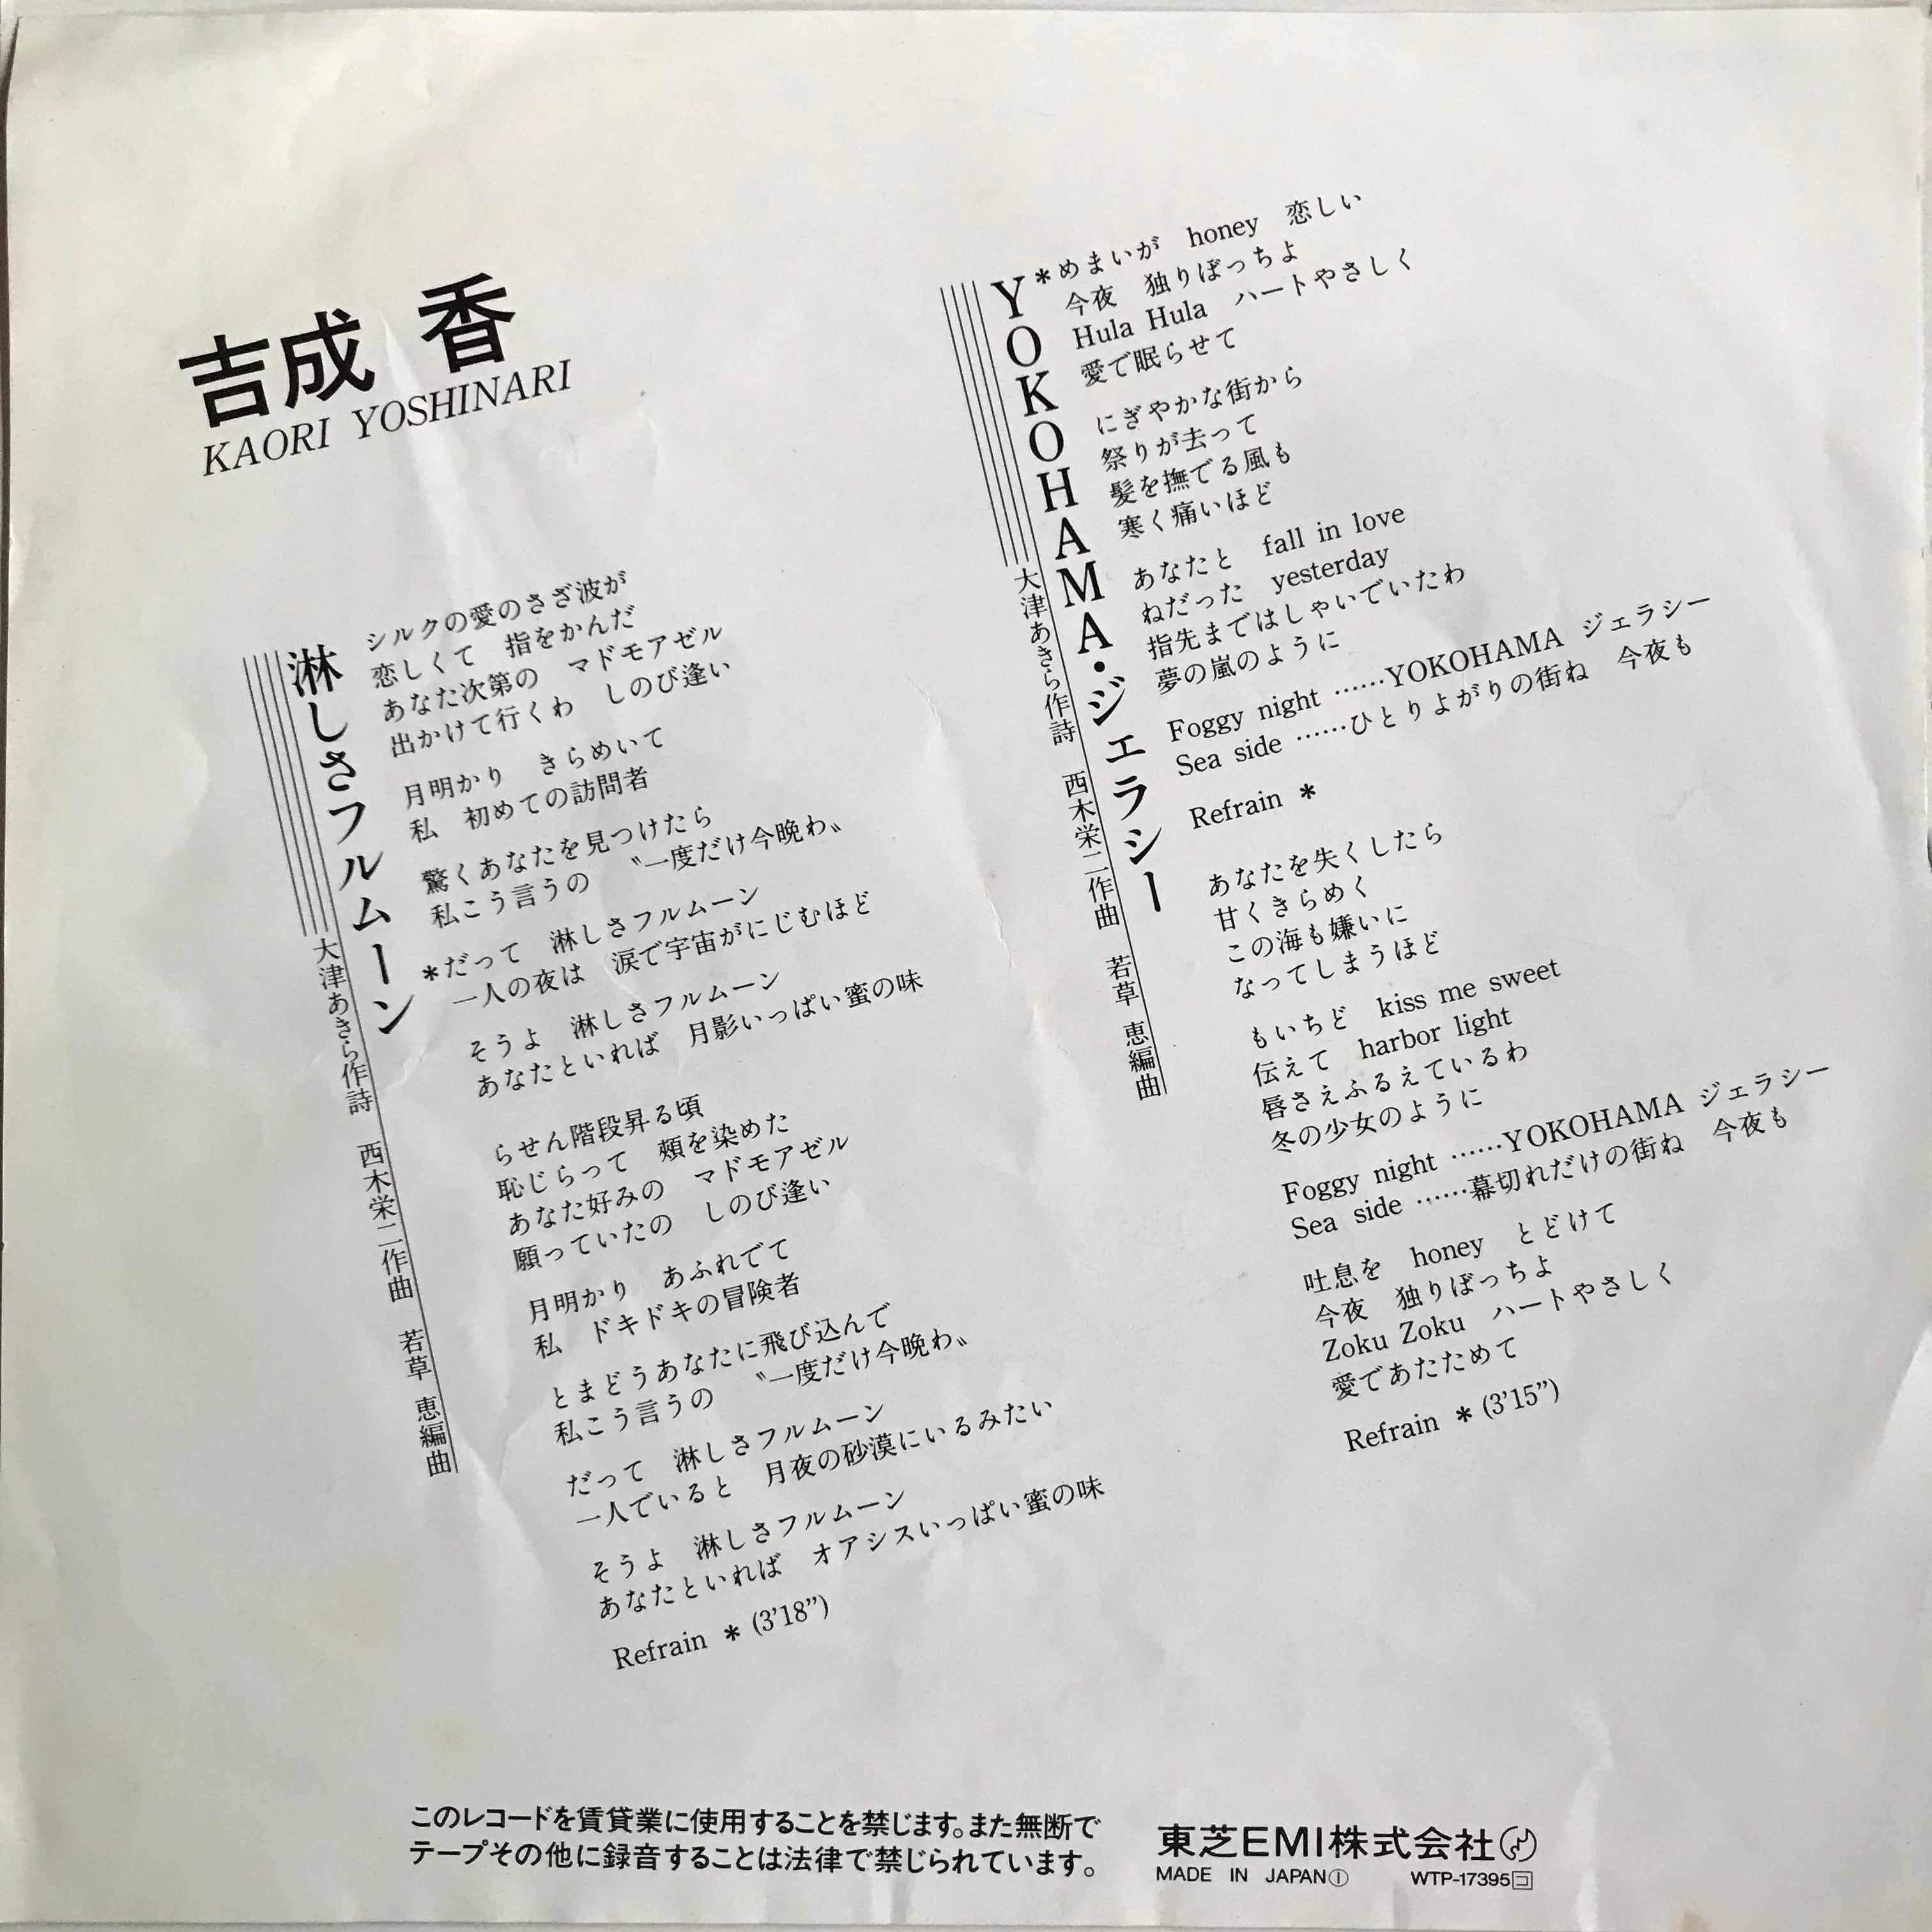 吉成 香
KAORI YOSHINARI
淋しさフルムーン
大津あきら作詩 西木栄二作曲 若草 恵編曲
シルクの愛のさざ波が
恋しくて 指をかんだ
あなた次第の マドモアゼル
出かけて行くわ しのび逢い
月明かり きらめいて
私 初めての訪問者
驚くあなたを見つけたら
私こう言うの 〝一度だけ今晩わ〟
*だって 淋しさフルムーン
一人の夜は 涙で宇宙がにじむほど
そうよ 淋しさフルムーン
あなたといれば 月影いっぱい蜜の味
らせん階段昇る頃
恥じらって 頬を染めた
あなた好みの マドモアゼル
願っていたの しのび逢い
月明かり あふれでて
私 ドキドキの冒険者
とまどうあなたに飛び込んで
私こう言うの 〝一度だけ今晩わ〟
だって 淋しさフルムーン
一人でいると 月夜の砂漠にいるみたい
そうよ 淋しさフルムーン
あなたといれば オアシスいっぱい蜜の味
Refrain * (3'18")
YOKOHAMA・ジェラシー
大津あきら作詩 西木栄二作曲 若草 恵編曲
*めまいが honey 恋しい
今夜 独りぼっちよ
Hula Hula ハートやさしく
愛で眠らせて
にぎやかな街から
祭りが去って
髪を撫でる風も
寒く痛いほど
あなたと fall in love
ねだった yesterday
指先まではしゃいでいたわ
夢の嵐のように
Foggy night ……YOKOHAMA ジェラシー
Sea side ……ひとりよがりの街ね 今夜も
Refrain *
あなたを失くしたら
甘くきらめく
この海も嫌いに
なってしまうほど
もいちど kiss me sweet
伝えて harbor light
唇さえふるえているわ
冬の少女のように
Foggy night ……YOKOHAMA ジェラシー
Sea side ……幕切れだけの街ね 今夜も
吐息を honey とどけて
今夜 独りぼっちよ
Zoku Zoku ハートやさしく
愛であたためて
Refrain * (3'15")
このレコードを賃貸業に使用することを禁じます。また無断で
テープその他に録音することは法律で禁じられています。
東芝EMI株式会社
MADE IN JAPANⒾ WTP-17395コ